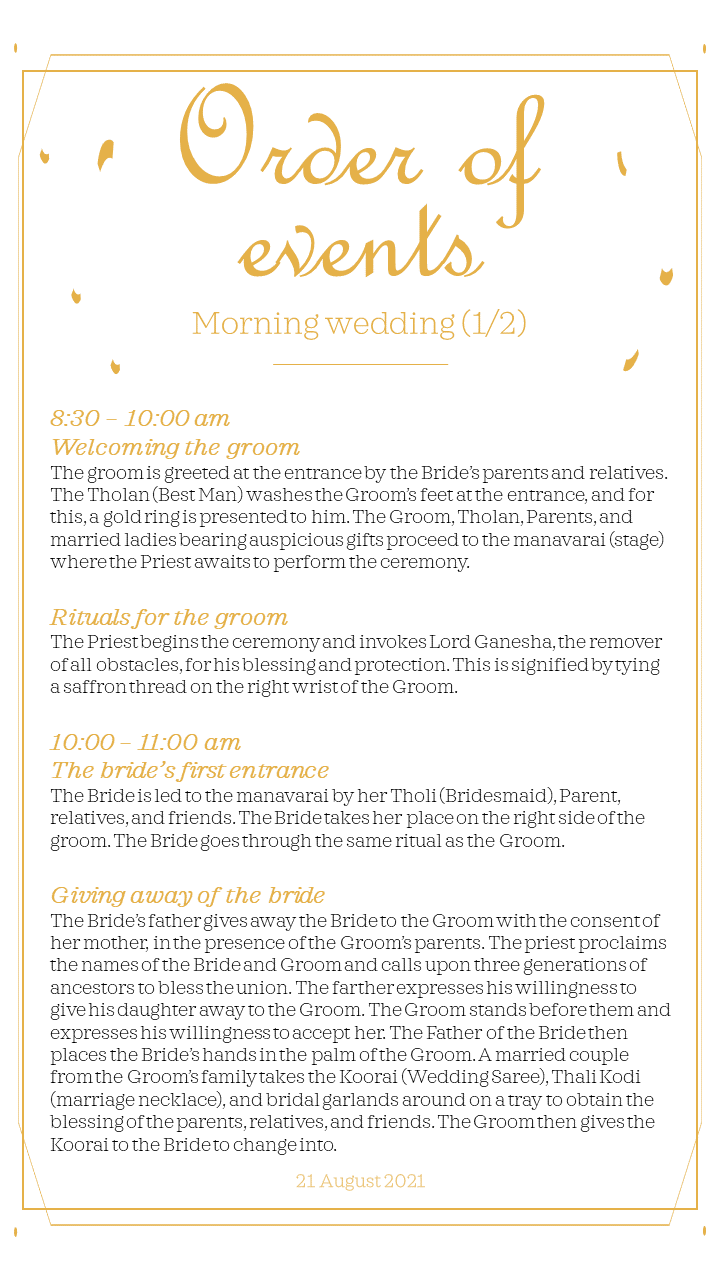 Order of
events
Morning wedding (1/2)
8:30 – 10:00 am
Welcoming the groom
The groom is greeted at the entrance by the Bride's parents and relatives.
The Tholan (Best Man) washes the Groom's feet at the entrance, and for
this, a gold ring is presented to him. The Groom, Tholan, Parents, and
married ladies bearing auspicious gifts proceed to the manavarai (stage)
where the Priest awaits to perform the ceremony.
Rituals for the groom
The Priest begins the ceremony and invokes Lord Ganesha, the remover
of all obstacles, for his blessing and protection. This is signified by tying
a saffron thread on the right wrist of the Groom.
10:00 – 11:00 am
The bride's first entrance
The Bride is led to the manavarai by her Tholi (Bridesmaid), Parent,
relatives, and friends. The Bride takes her place on the right side of the
groom. The Bride goes through the same ritual as the Groom.
Giving away of the bride
The Bride's father gives away the Bride to the Groom with the consent of
her mother, in the presence of the Groom's parents. The priest proclaims
the names of the Bride and Groom and calls upon three generations of
ancestors to bless the union. The farther expresses his willingness to
give his daughter away to the Groom. The Groom stands before them and
expresses his willingness to accept her. The Father of the Bride then
places the Bride's hands in the palm of the Groom. A married couple
from the Groom's family takes the Koorai (Wedding Saree), Thali Kodi
(marriage necklace), and bridal garlands around on a tray to obtain the
blessing of the parents, relatives, and friends. The Groom then gives the
Koorai to the Bride to change into.
21 August 2021